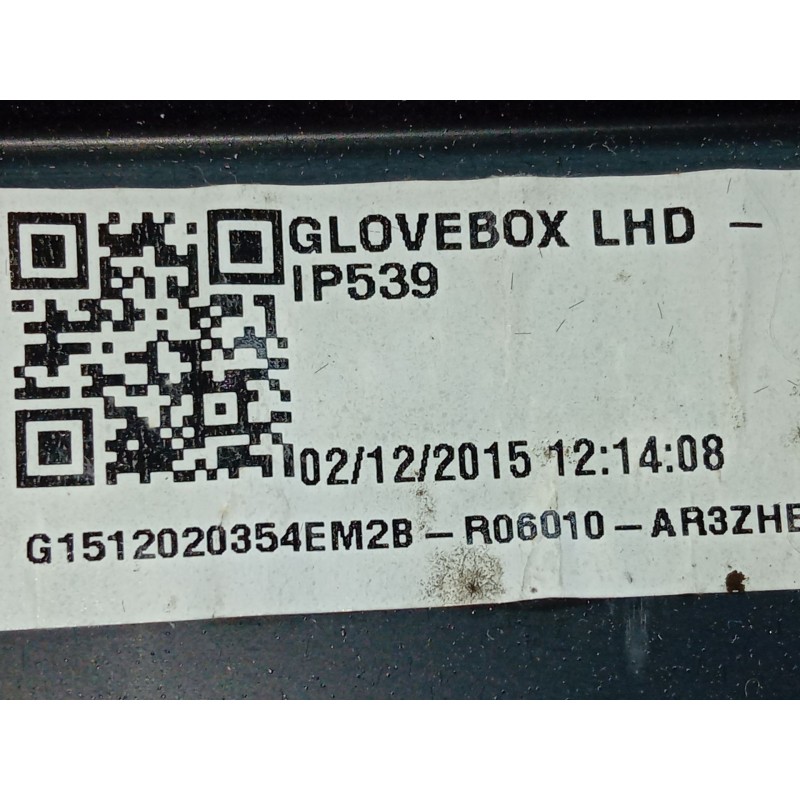 GLOVEBOX LHD -
IP539
02/12/2015 12:14:08
G1512020354EM2B-R06010-AR3ZHE